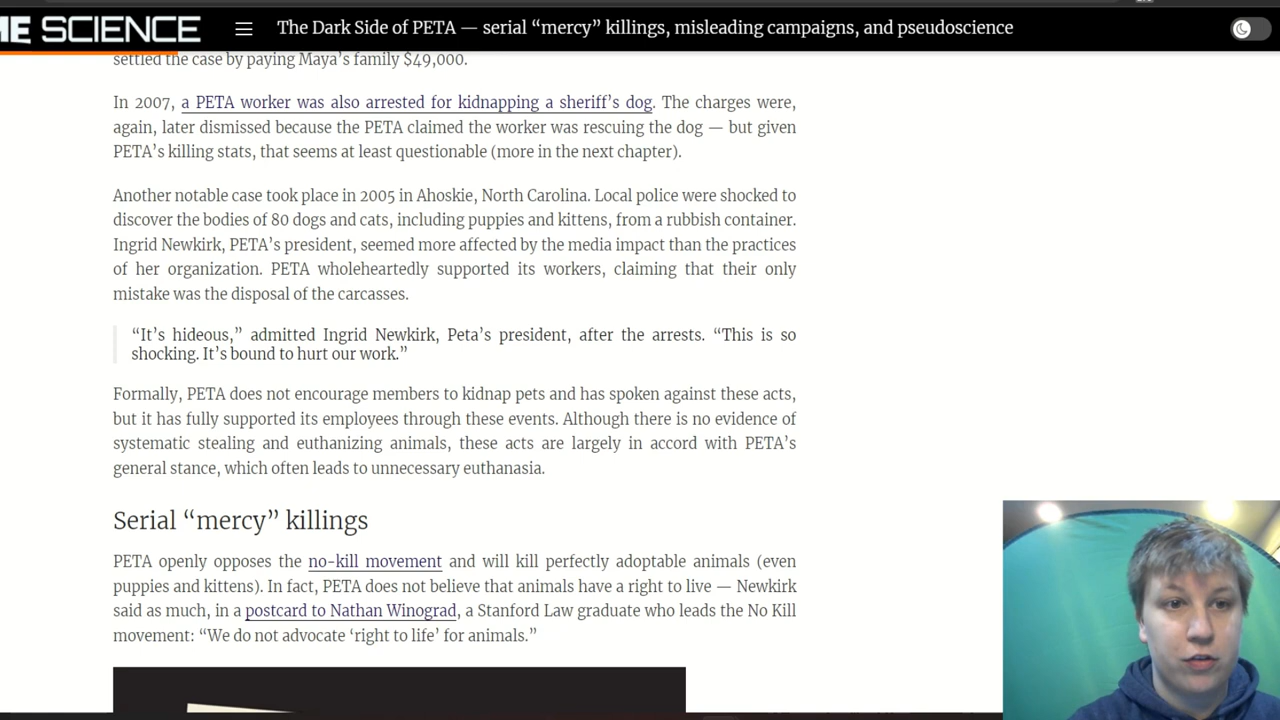 ME SCIENCE
The Dark Side of PETA — serial “mercy” killings, misleading campaigns, and pseudoscience
settled the case by paying Maya’s family $49,000.
In 2007, a PETA worker was also arrested for kidnapping a sheriff’s dog. The charges were,
again, later dismissed because the PETA claimed the worker was rescuing the dog — but given
PETA’s killing stats, that seems at least questionable (more in the next chapter).
Another notable case took place in 2005 in Ahoskie, North Carolina. Local police were shocked to
discover the bodies of 80 dogs and cats, including puppies and kittens, from a rubbish container.
Ingrid Newkirk, PETA’s president, seemed more affected by the media impact than the practices
of her organization. PETA wholeheartedly supported its workers, claiming that their only
mistake was the disposal of the carcasses.
“It’s hideous,” admitted Ingrid Newkirk, Peta’s president, after the arrests. “This is so
shocking. It’s bound to hurt our work.”
Formally, PETA does not encourage members to kidnap pets and has spoken against these acts,
but it has fully supported its employees through these events. Although there is no evidence of
systematic stealing and euthanizing animals, these acts are largely in accord with PETA’s
general stance, which often leads to unnecessary euthanasia.
Serial “mercy” killings
PETA openly opposes the no-kill movement and will kill perfectly adoptable animals (even
puppies and kittens). In fact, PETA does not believe that animals have a right to live — Newkirk
said as much, in a postcard to Nathan Winograd, a Stanford Law graduate who leads the No Kill
movement: “We do not advocate ‘right to life’ for animals.”